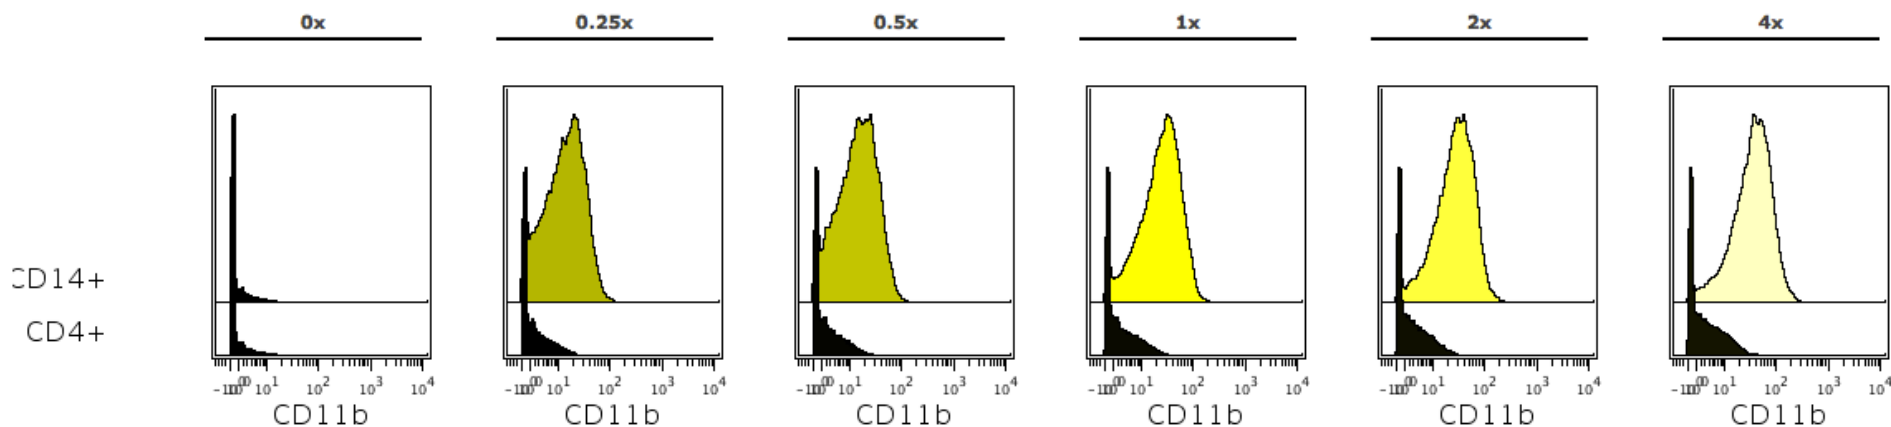 0x 0.25x 0.5x 1x 2x 4x
CD14+
CD4+
10¹ 10² 10³ 10⁴ 10¹ 10² 10³ 10⁴ 10¹ 10² 10³ 10⁴ 10¹ 10² 10³ 10⁴ 10¹ 10² 10³ 10⁴ 10¹ 10² 10³ 10⁴
CD11b CD11b CD11b CD11b CD11b CD11b